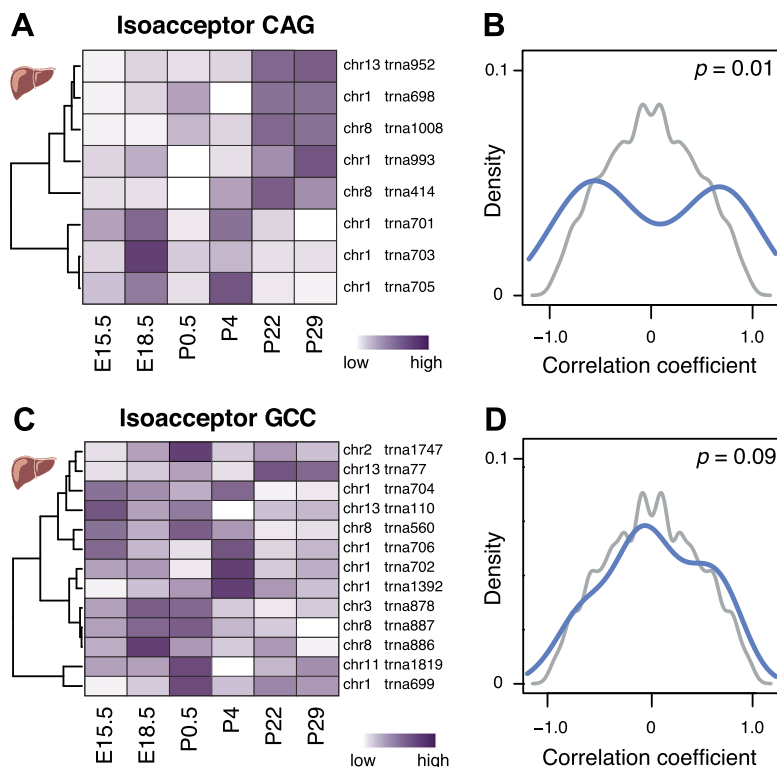 A
Isoacceptor CAG
chr13 trna952
chr1 trna698
chr8 trna1008
chr1 trna993
chr8 trna414
chr1 trna701
chr1 trna703
chr1 trna705
E15.5 E18.5 P0.5 P4 P22 P29
low high
B
p = 0.01
0.1
0
Density
−1.0 0 1.0
Correlation coefficient
C
Isoacceptor GCC
chr2 trna1747
chr13 trna77
chr1 trna704
chr13 trna110
chr8 trna560
chr1 trna706
chr1 trna702
chr1 trna1392
chr3 trna878
chr8 trna887
chr8 trna886
chr11 trna1819
chr1 trna699
E15.5 E18.5 P0.5 P4 P22 P29
low high
D
p = 0.09
0.1
0
Density
−1.0 0 1.0
Correlation coefficient